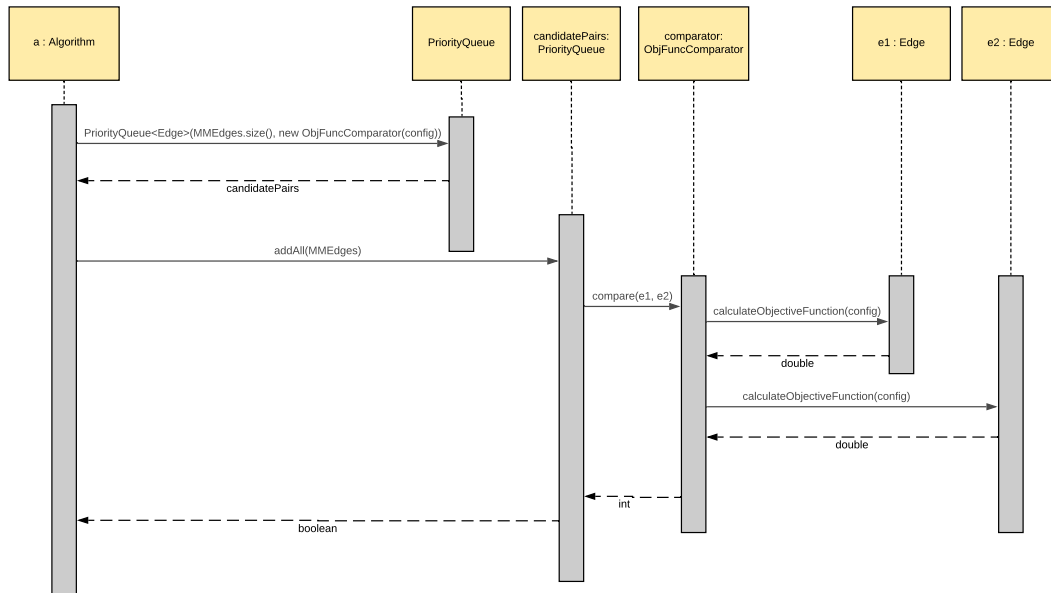 a : Algorithm
PriorityQueue
candidatePairs:
PriorityQueue
comparator:
ObjFuncComparator
e1 : Edge
e2 : Edge
PriorityQueue<Edge>(MMEdges.size(), new ObjFuncComparator(config))
candidatePairs
addAll(MMEdges)
compare(e1, e2)
calculateObjectiveFunction(config)
double
calculateObjectiveFunction(config)
double
int
boolean